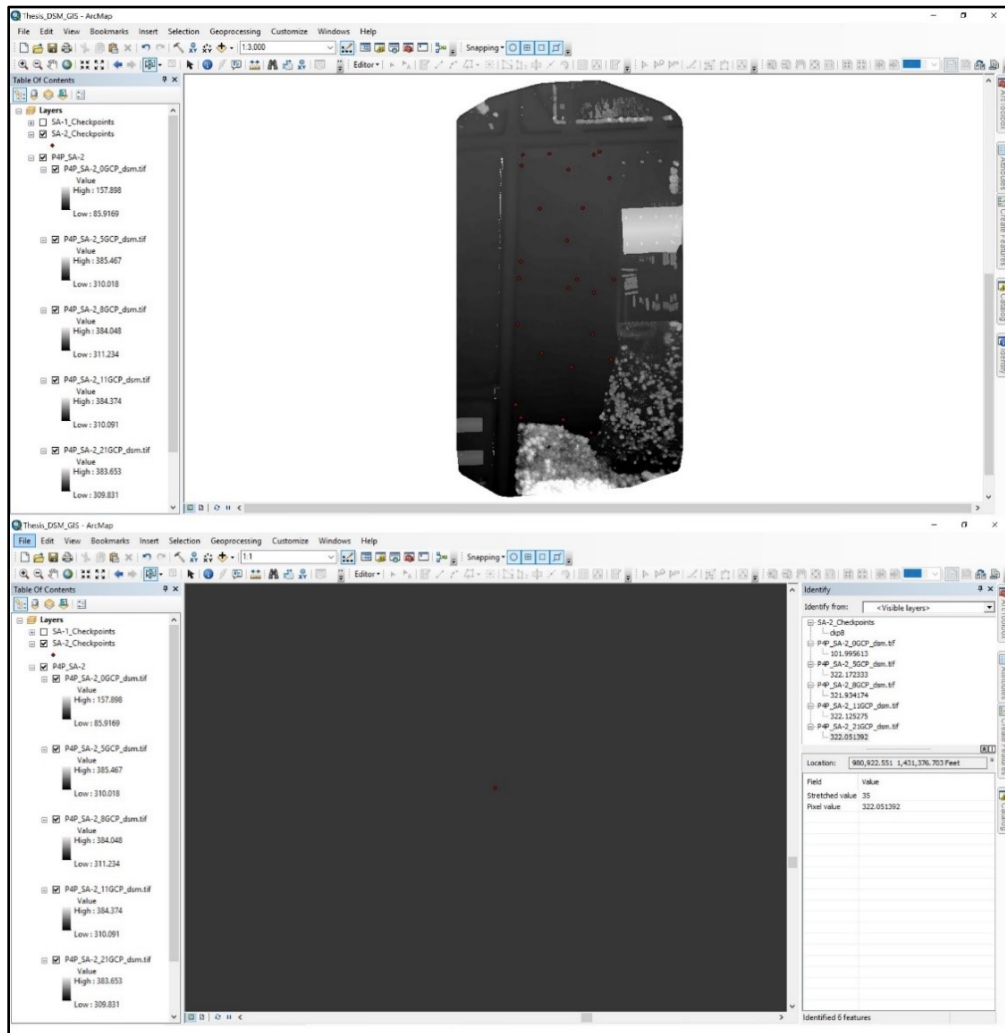 Thesis_DSM_GIS - ArcMap
File Edit View Bookmarks Insert Selection Geoprocessing Customize Windows Help
1:3,000
Snapping
Editor
Table Of Contents
Layers
SA-1_Checkpoints
SA-2_Checkpoints
P4P_SA-2
P4P_SA-2_0GCP_dsm.tif
Value
High : 157.898
Low : 85.9169
P4P_SA-2_5GCP_dsm.tif
Value
High : 385.467
Low : 310.018
P4P_SA-2_8GCP_dsm.tif
Value
High : 384.048
Low : 311.234
P4P_SA-2_11GCP_dsm.tif
Value
High : 384.374
Low : 310.091
P4P_SA-2_21GCP_dsm.tif
Value
High : 383.653
Low : 309.831
Attributes
Create Features
Catalog
Identify
Thesis_DSM_GIS - ArcMap
File Edit View Bookmarks Insert Selection Geoprocessing Customize Windows Help
1:1
Snapping
Editor
Table Of Contents
Layers
SA-1_Checkpoints
SA-2_Checkpoints
P4P_SA-2
P4P_SA-2_0GCP_dsm.tif
Value
High : 157.898
Low : 85.9169
P4P_SA-2_5GCP_dsm.tif
Value
High : 385.467
Low : 310.018
P4P_SA-2_8GCP_dsm.tif
Value
High : 384.048
Low : 311.234
P4P_SA-2_11GCP_dsm.tif
Value
High : 384.374
Low : 310.091
P4P_SA-2_21GCP_dsm.tif
Value
High : 383.653
Low : 309.831
Identify
Identify from: <Visible layers>
SA-2_Checkpoints
ckp8
P4P_SA-2_0GCP_dsm.tif
101.995613
P4P_SA-2_5GCP_dsm.tif
322.172333
P4P_SA-2_8GCP_dsm.tif
321.934174
P4P_SA-2_11GCP_dsm.tif
322.125275
P4P_SA-2_21GCP_dsm.tif
322.051392
Location: 980,922.551 1,431,376.703 Feet
Field Value
Stretched value 35
Pixel value 322.051392
Identified 6 features
Attributes
Create Features
Catalog
Identify